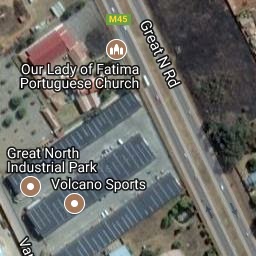 M45
Great N Rd
Our Lady of Fatima
Portuguese Church
Great North
Industrial Park
Volcano Sports